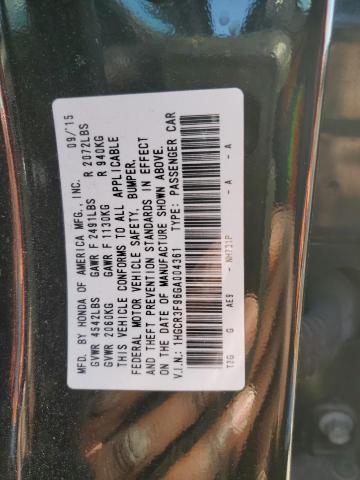 MFD. BY HONDA OF AMERICA MFG., INC. 09/'15
GVWR 4542LBS GAWR F 2491LBS R 2072LBS
GVWR 2060KG GAWR F 1130KG R 940KG
THIS VEHICLE CONFORMS TO ALL APPLICABLE
FEDERAL MOTOR VEHICLE SAFETY, BUMPER,
AND THEFT PREVENTION STANDARDS IN EFFECT
ON THE DATE OF MANUFACTURE SHOWN ABOVE.
V.I.N.: 1HGCR3F96GA004361 TYPE: PASSENGER CAR
T2G G AE9 - NH731P - A - A - A